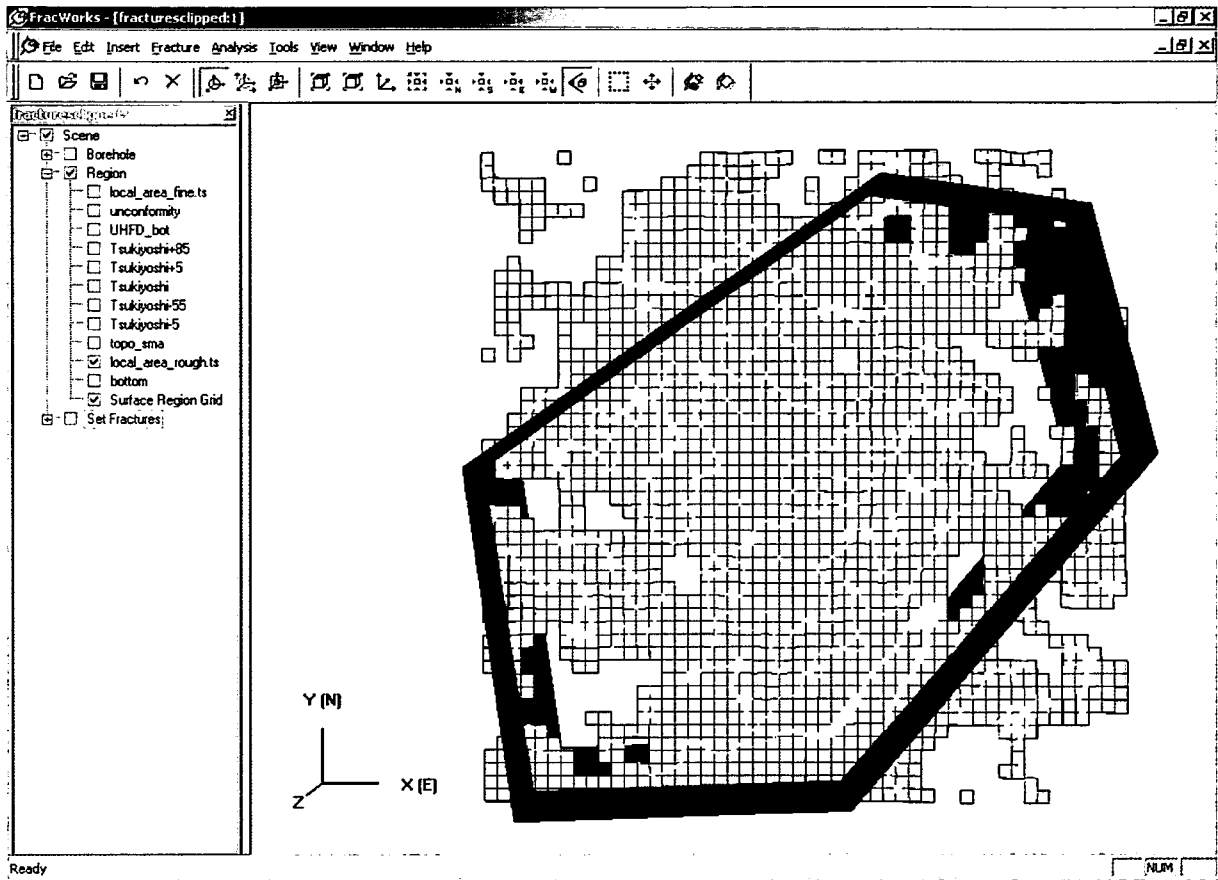 FracWorks - [fracturesclipped:1]
File Edit Insert Fracture Analysis Tools View Window Help
Scene
Borehole
Region
local_area_fine.ts
unconformity
UHFD_bot
Tsukiyoshi+85
Tsukiyoshi+5
Tsukiyoshi
Tsukiyoshi-55
Tsukiyoshi-5
topo_sma
local_area_rough.ts
bottom
Surface Region Grid
Set Fractures
Y (N)
X (E)
Z
Ready
NUM